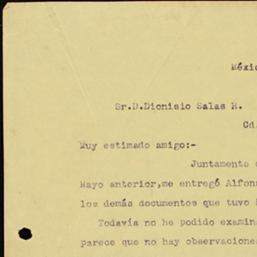 Méxic
Sr.D.Dionisio Salas R.
Cd.
Muy estimado amigo:-
Juntamente
Mayo anterior,me entregó Alfons
los demás documentos que tuvo
Todavía no he podido examin
parece que no hay observacione